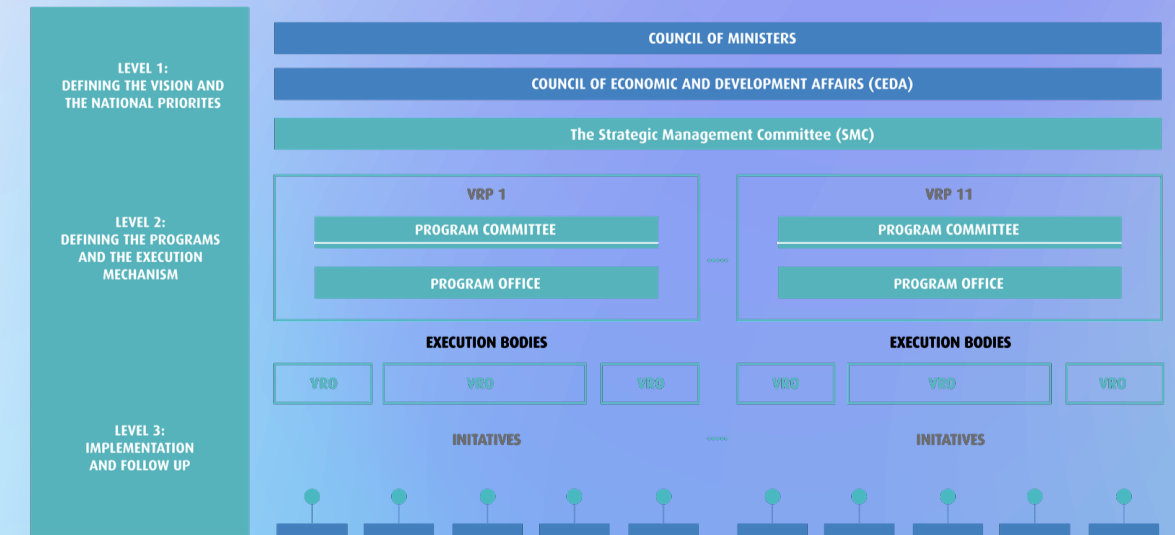 LEVEL 1:
DEFINING THE VISION AND
THE NATIONAL PRIORITES
COUNCIL OF MINISTERS
COUNCIL OF ECONOMIC AND DEVELOPMENT AFFAIRS (CEDA)
The Strategic Management Committee (SMC)
LEVEL 2:
DEFINING THE PROGRAMS
AND THE EXECUTION
MECHANISM
VRP 1
PROGRAM COMMITTEE
PROGRAM OFFICE
VRP 11
PROGRAM COMMITTEE
PROGRAM OFFICE
EXECUTION BODIES
EXECUTION BODIES
VRO
VRO
VRO
VRO
VRO
VRO
LEVEL 3:
IMPLEMENTATION
AND FOLLOW UP
INITATIVES
INITATIVES